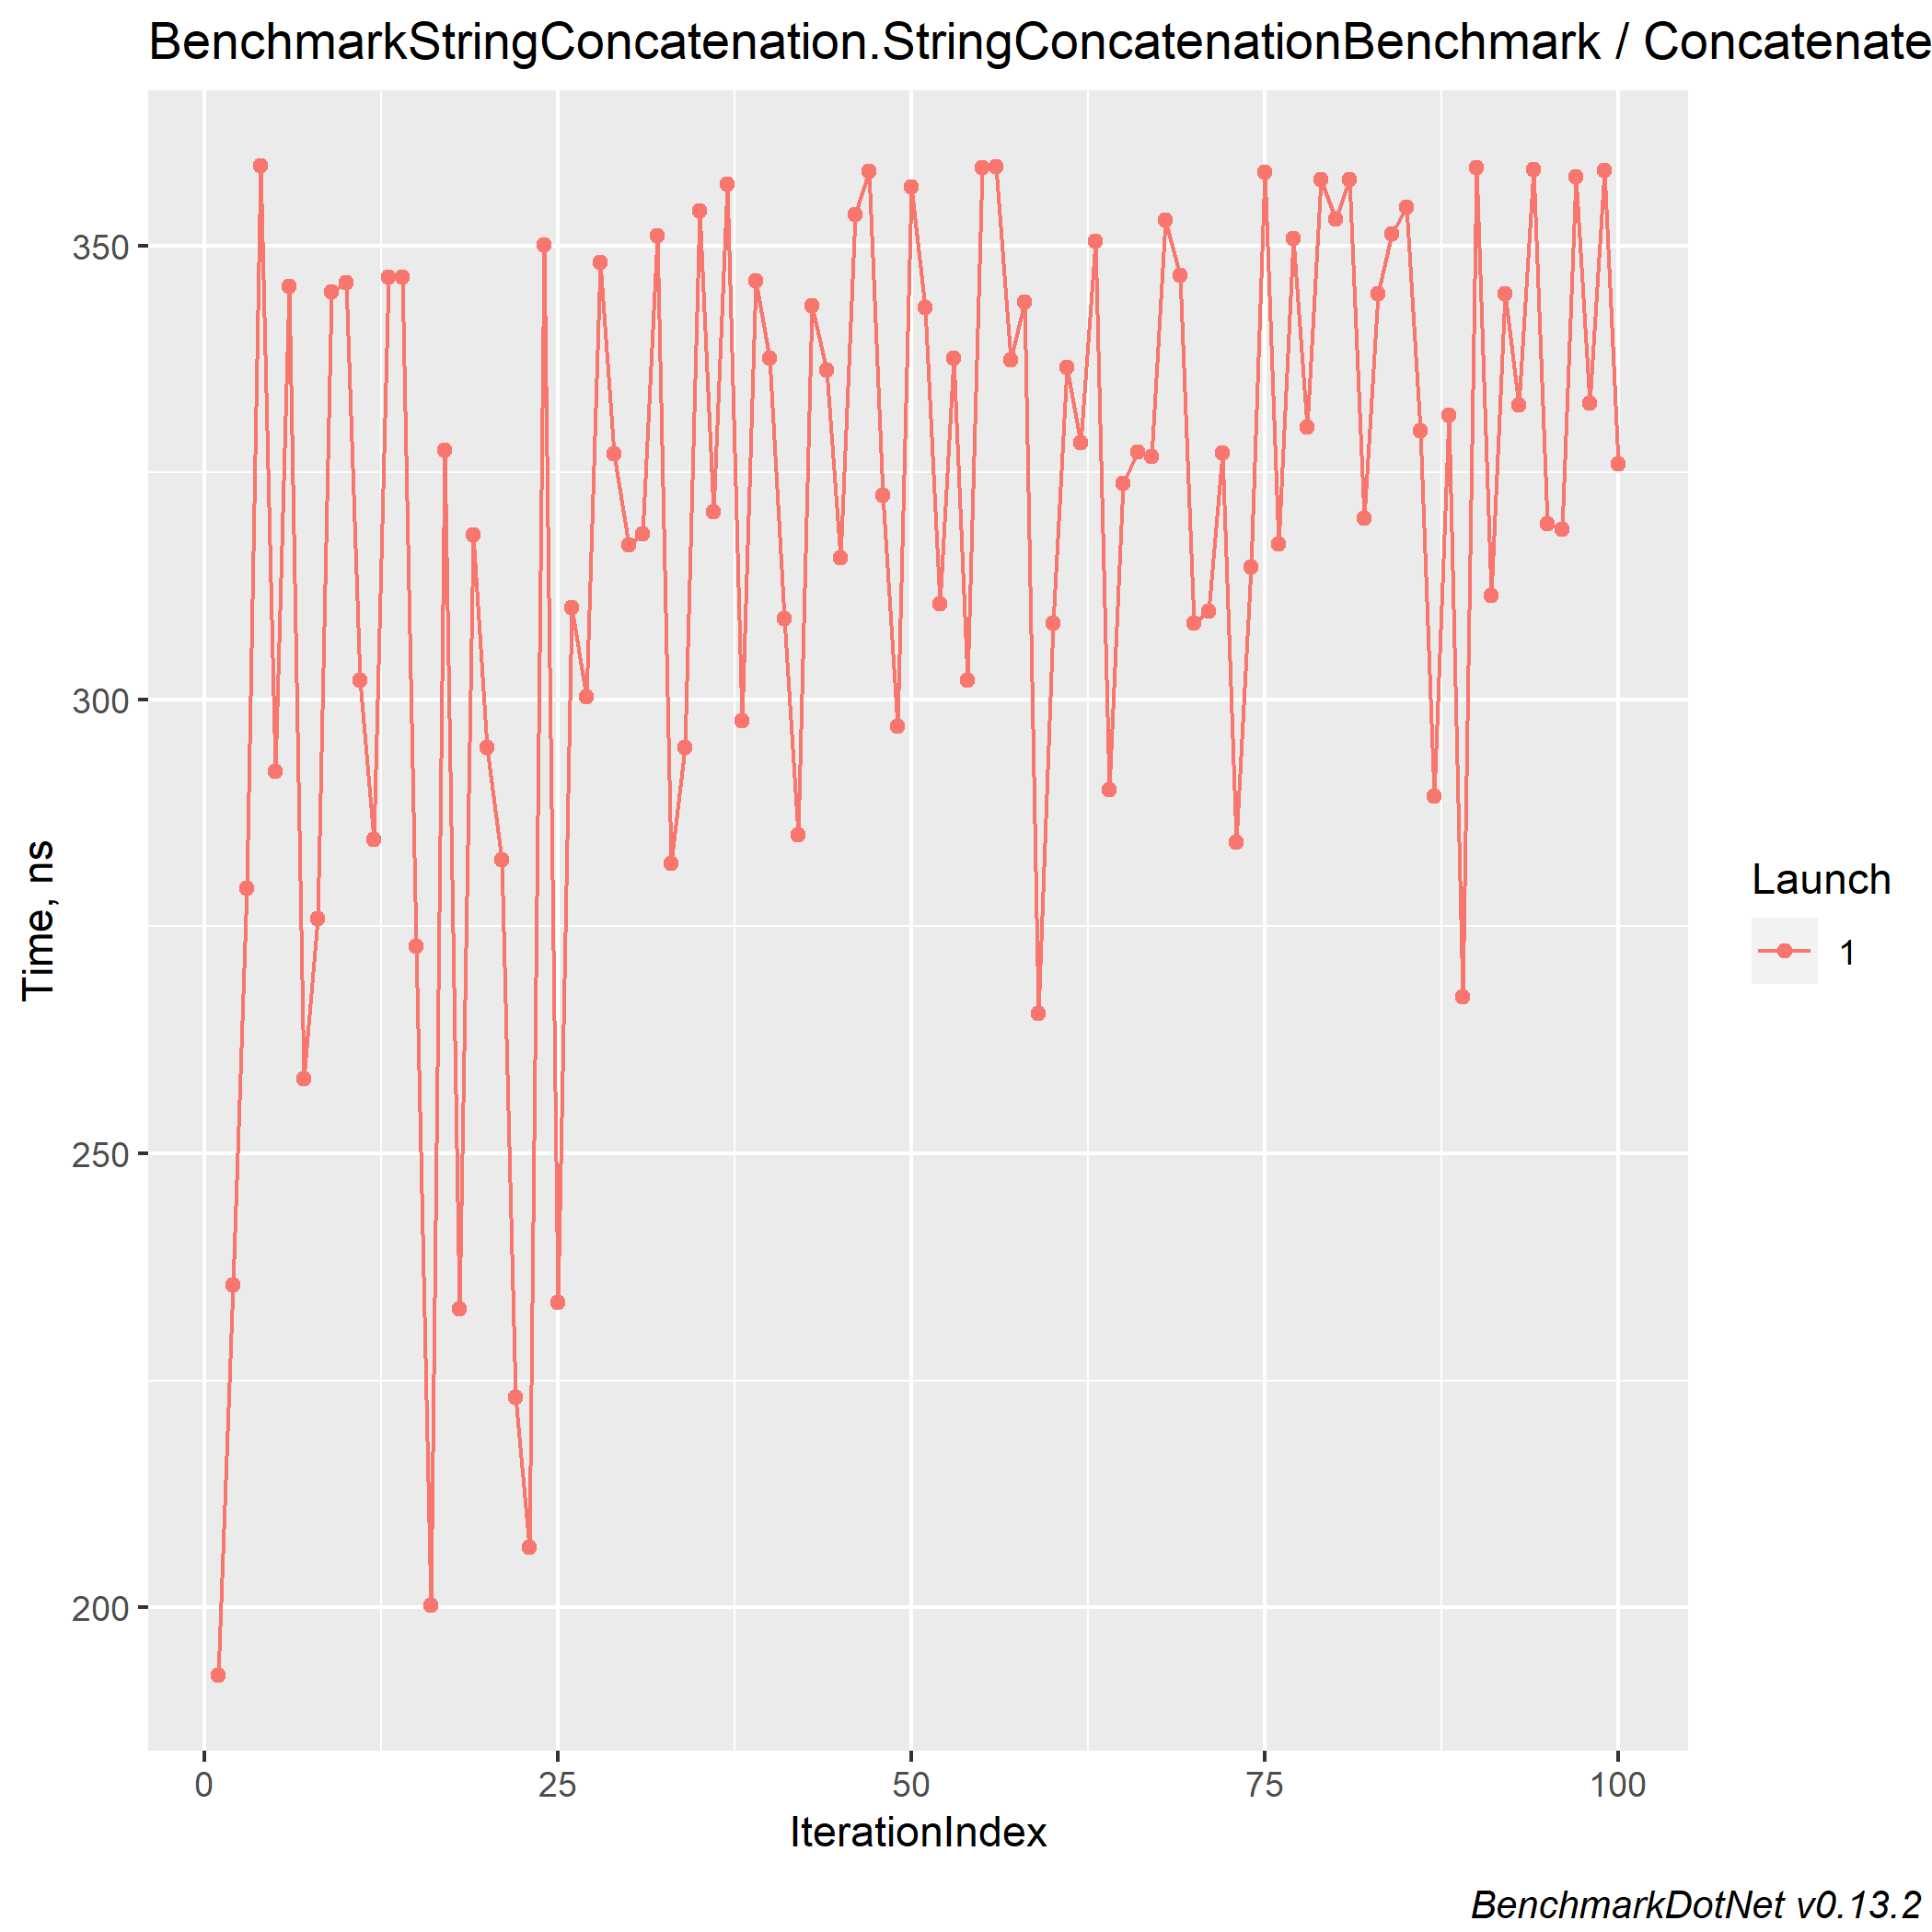 BenchmarkStringConcatenation.StringConcatenationBenchmark / Concatenate
350
300
250
200
Time, ns
0 25 50 75 100
IterationIndex
Launch
1
BenchmarkDotNet v0.13.2